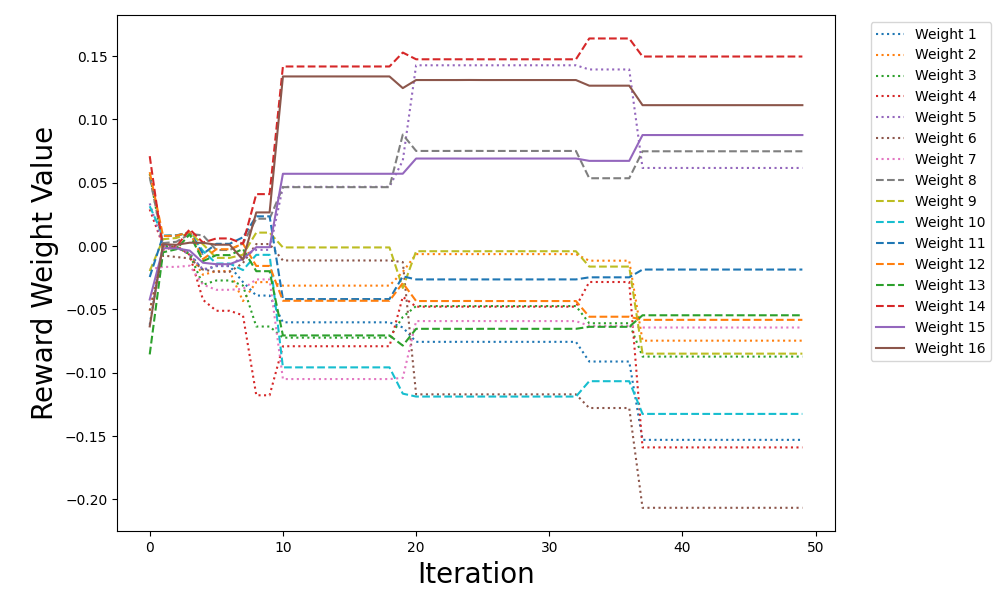 Reward Weight Value
0.15
0.10
0.05
0.00
−0.05
−0.10
−0.15
−0.20
0
10
20
30
40
50
Iteration
Weight 1
Weight 2
Weight 3
Weight 4
Weight 5
Weight 6
Weight 7
Weight 8
Weight 9
Weight 10
Weight 11
Weight 12
Weight 13
Weight 14
Weight 15
Weight 16